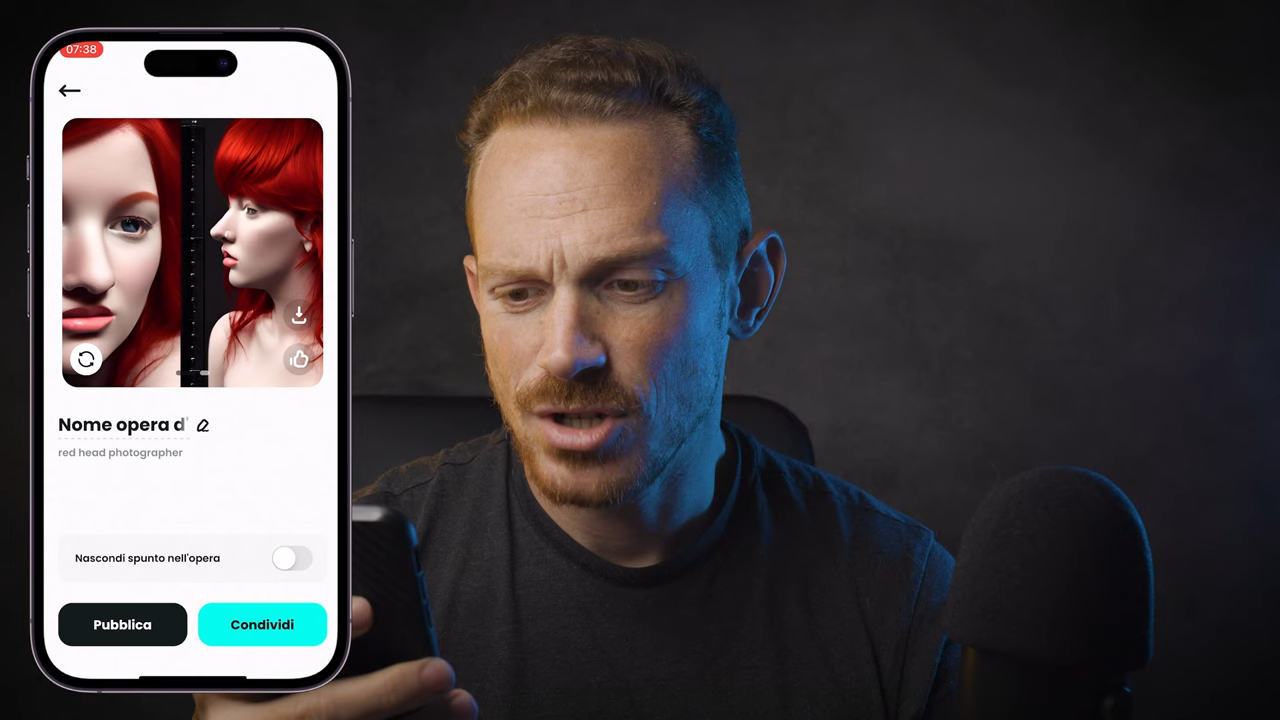 07:38
Nome opera d'
red head photographer
Nascondi spunto nell'opera
Pubblica
Condividi